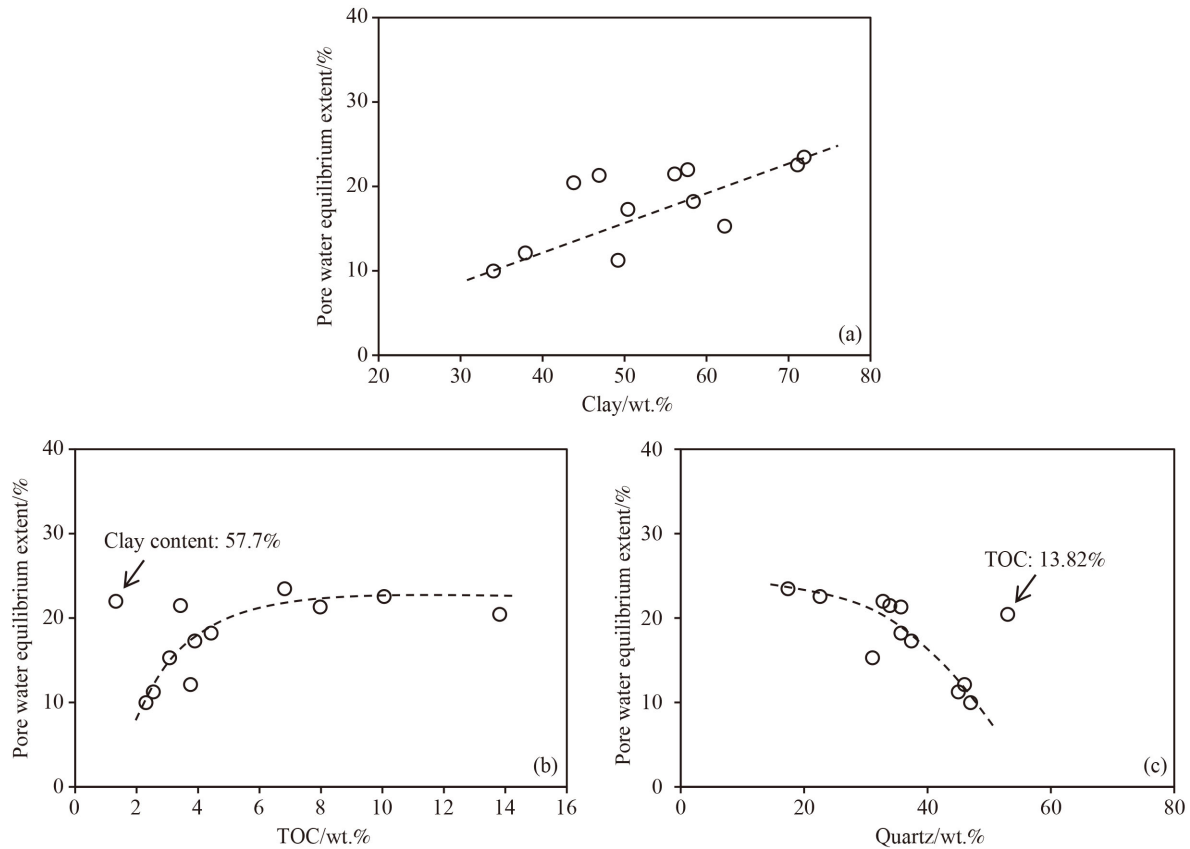 40
30
20
10
0
Pore water equilibrium extent/%
20 30 40 50 60 70 80
Clay/wt.%
(a)
40
30
20
10
0
Pore water equilibrium extent/%
Clay content: 57.7%
0 2 4 6 8 10 12 14 16
TOC/wt.%
(b)
40
30
20
10
0
Pore water equilibrium extent/%
TOC: 13.82%
0 20 40 60 80
Quartz/wt.%
(c)